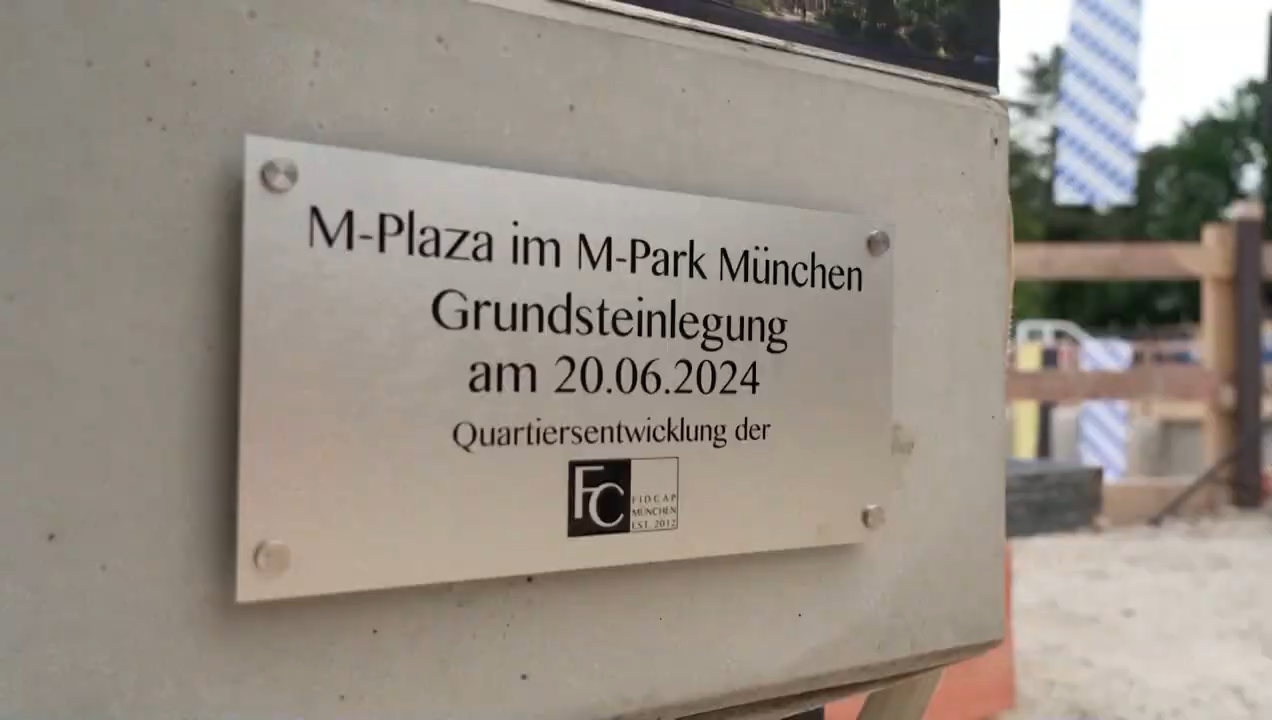 M-Plaza im M-Park München
Grundsteinlegung
am 20.06.2024
Quartiersentwicklung der
FC
FIDCAP
MÜNCHEN
EST. 2012